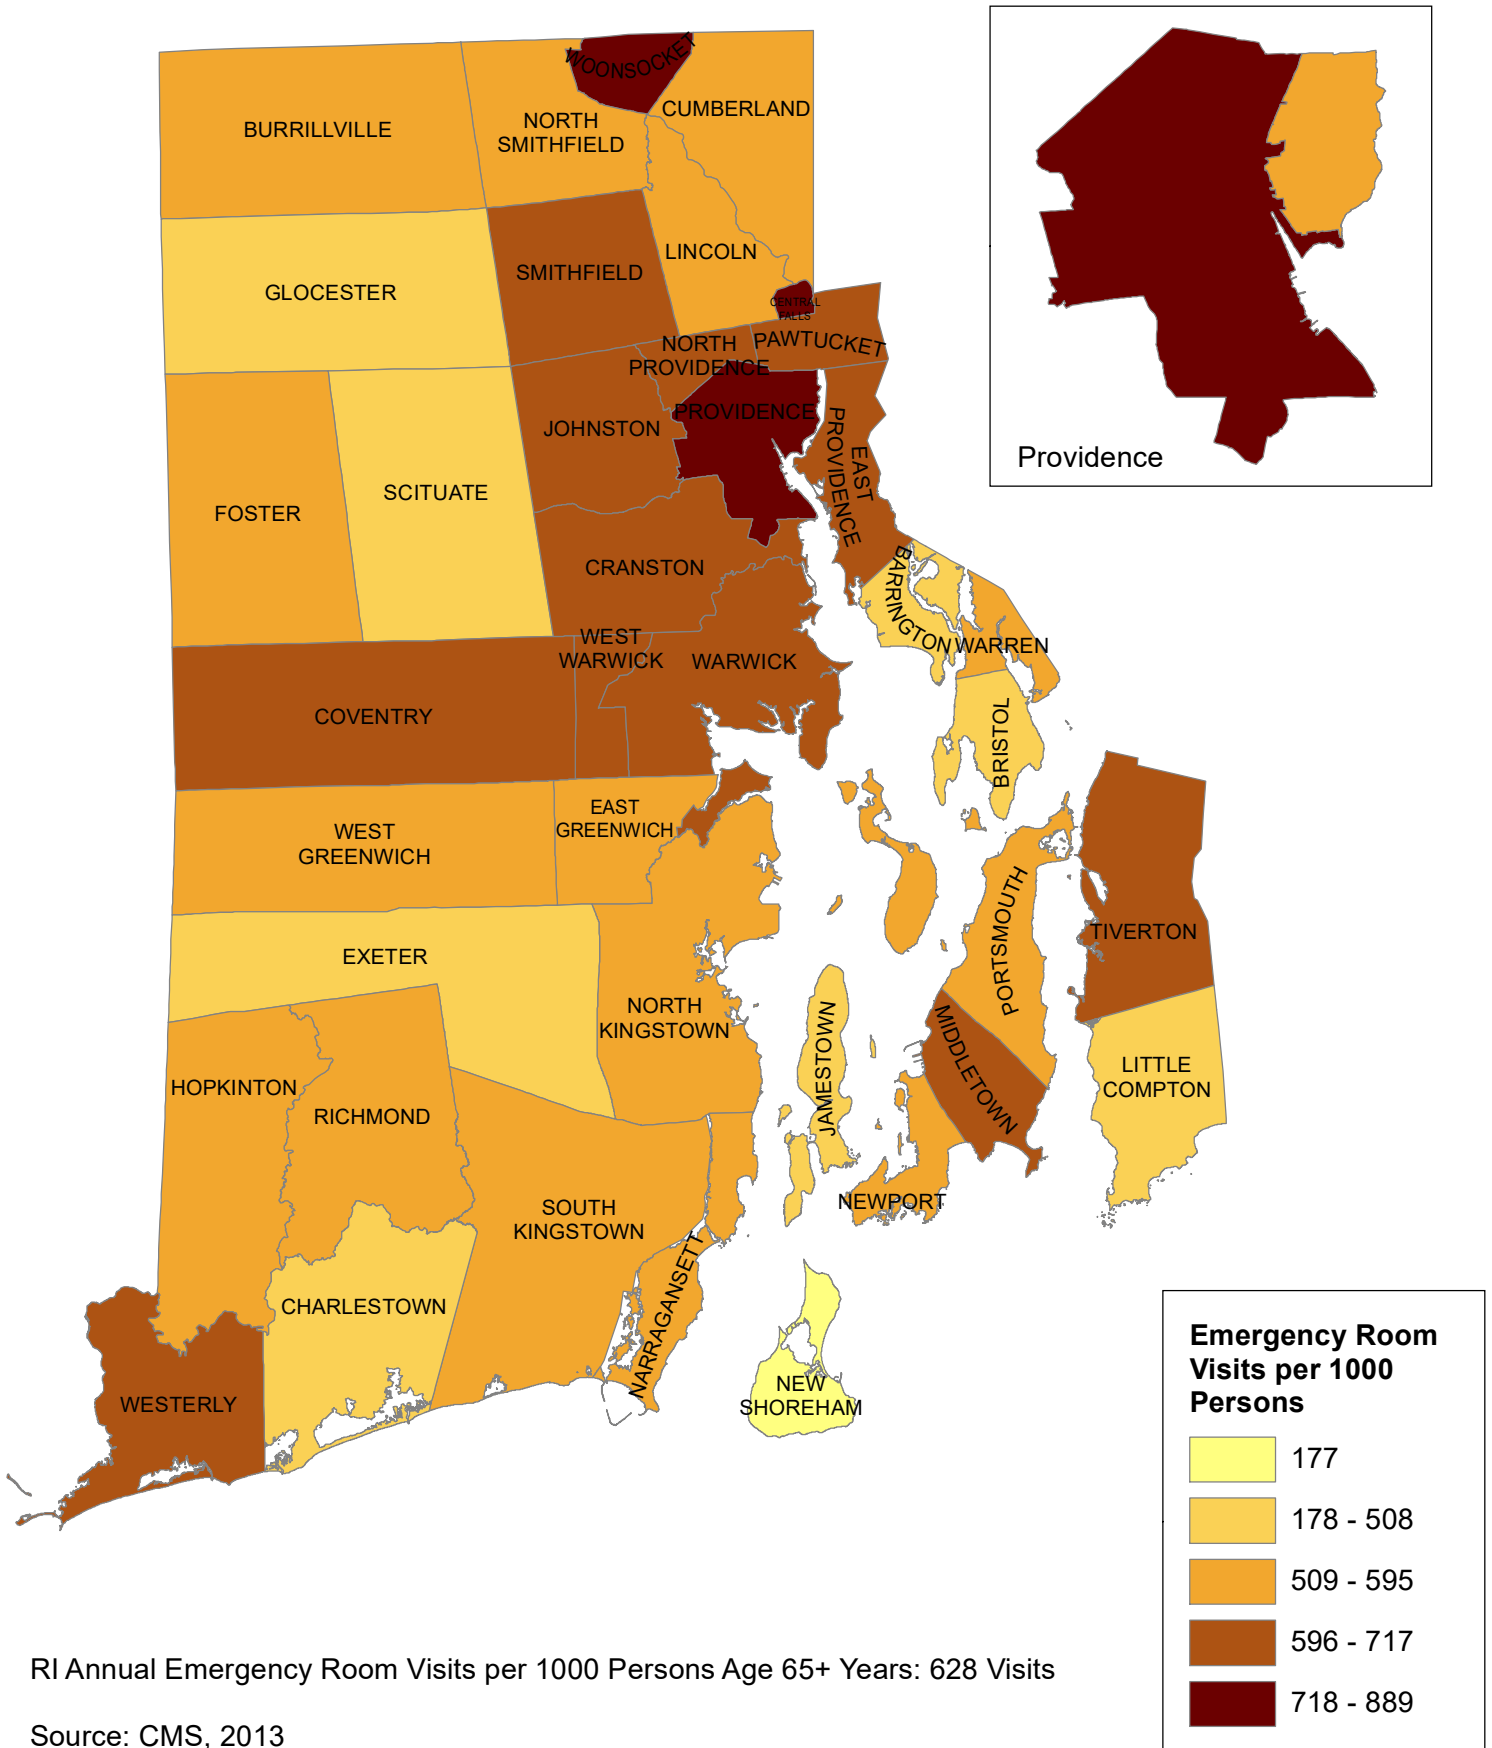 WOONSOCKET
CUMBERLAND
BURRILLVILLE
NORTH
SMITHFIELD
LINCOLN
SMITHFIELD
GLOCESTER
CENTRAL
FALLS
NORTH
PROVIDENCE
PAWTUCKET
PROVIDENCE
JOHNSTON
EAST
PROVIDENCE
SCITUATE
FOSTER
CRANSTON
BARRINGTON
WARREN
WEST
WARWICK
WARWICK
COVENTRY
BRISTOL
EAST
GREENWICH
WEST
GREENWICH
PORTSMOUTH
TIVERTON
EXETER
NORTH
KINGSTOWN
JAMESTOWN
MIDDLETOWN
LITTLE
COMPTON
HOPKINTON
RICHMOND
SOUTH
KINGSTOWN
NEWPORT
NARRAGANSETT
CHARLESTOWN
WESTERLY
NEW
SHOREHAM
Providence
Emergency Room
Visits per 1000
Persons
177
178 - 508
509 - 595
596 - 717
718 - 889
RI Annual Emergency Room Visits per 1000 Persons Age 65+ Years: 628 Visits
Source: CMS, 2013